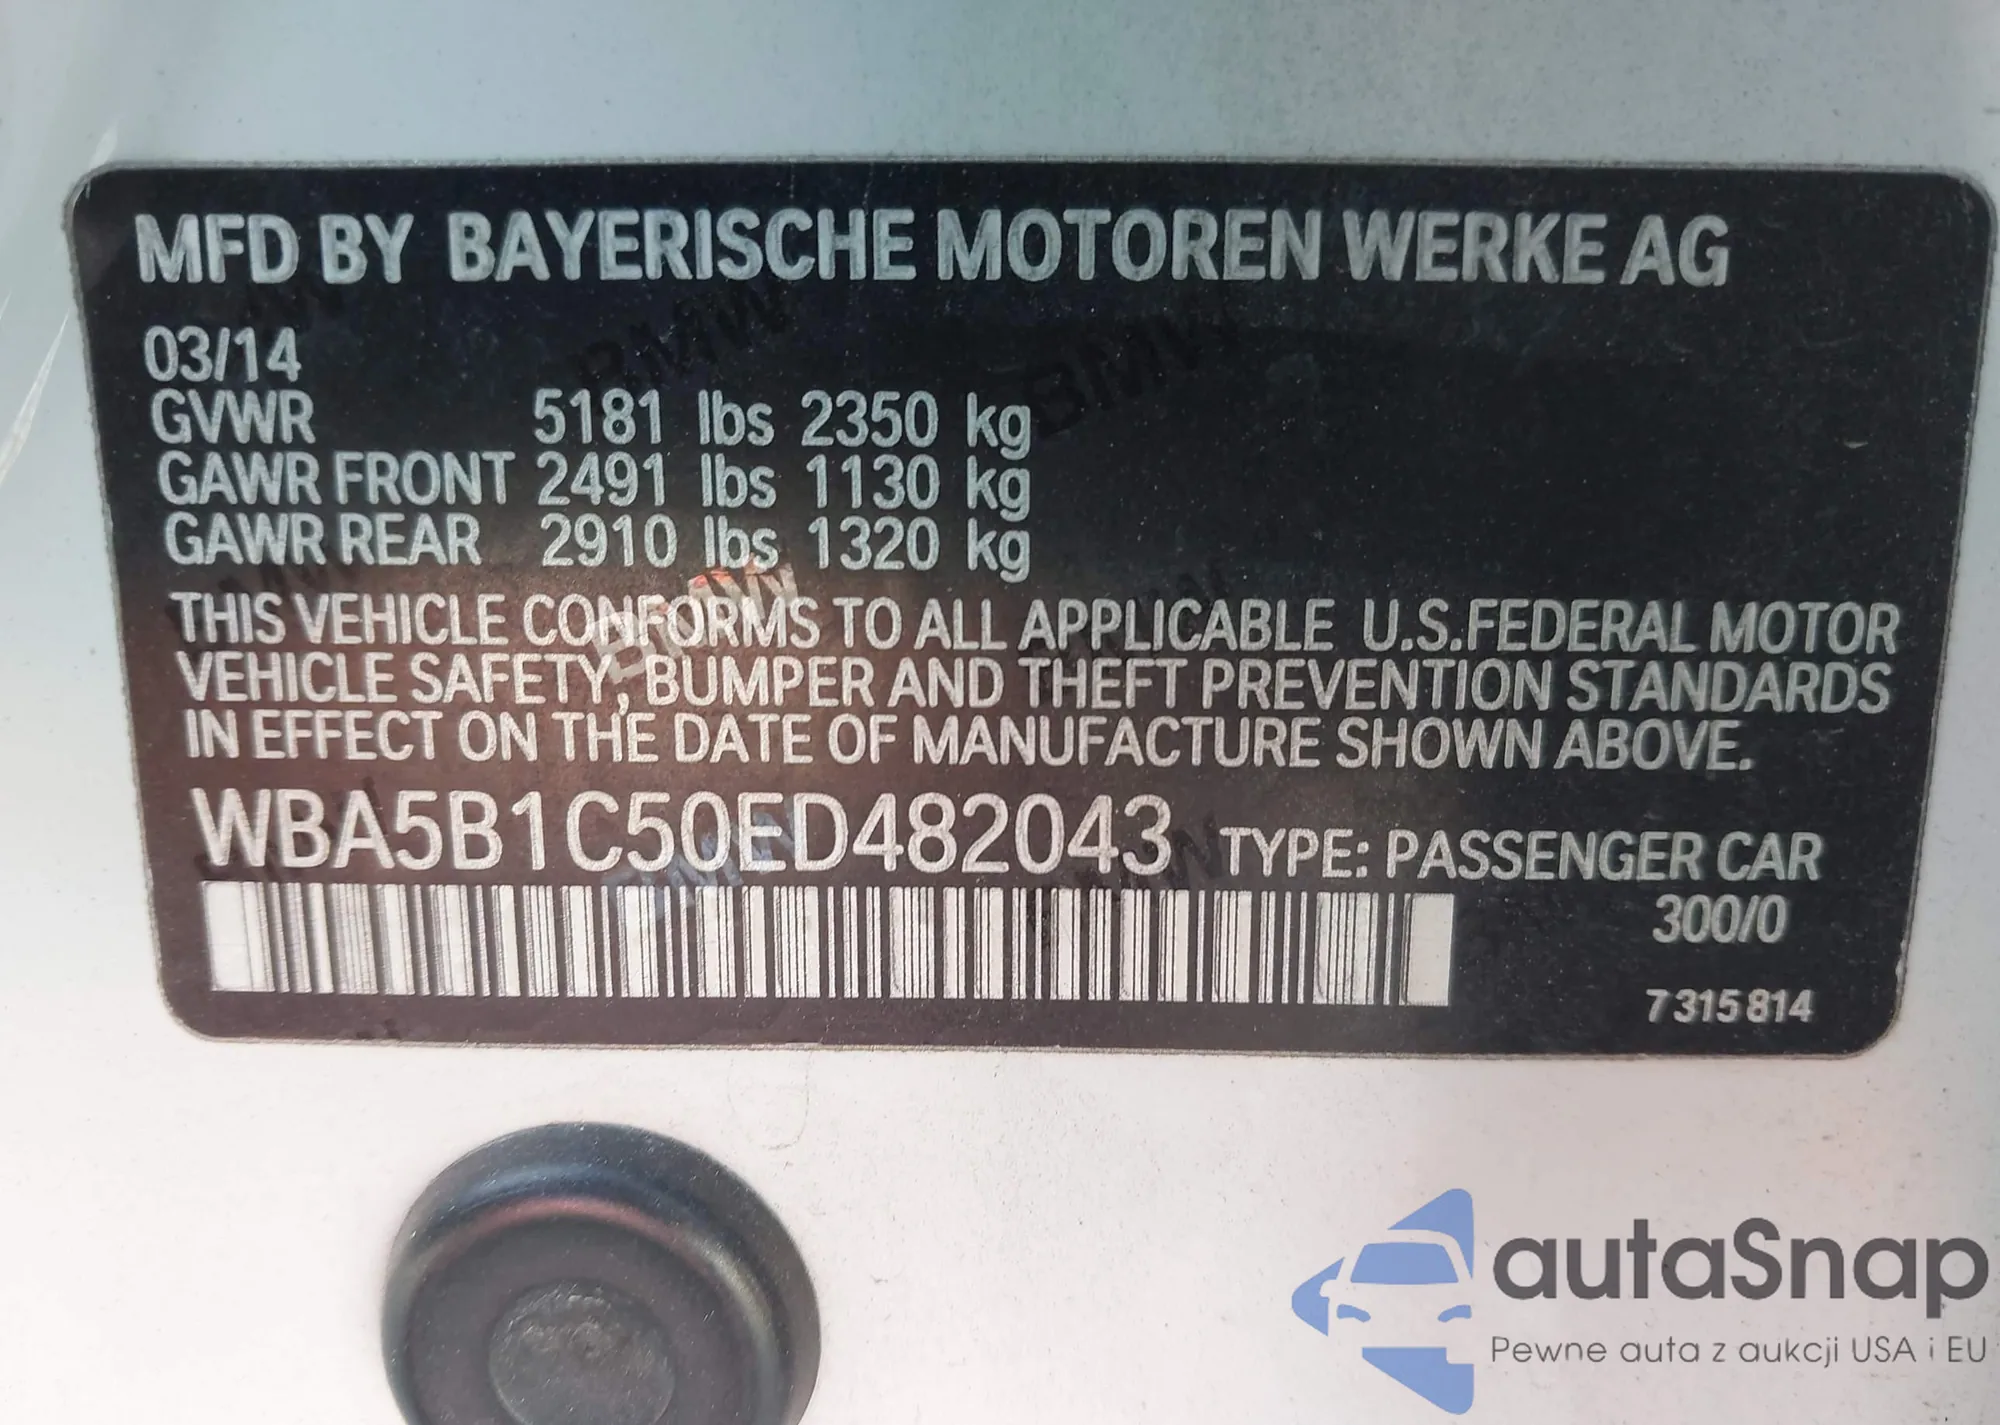 MFD BY BAYERISCHE MOTOREN WERKE AG
03/14
GVWR 5181 lbs 2350 kg
GAWR FRONT 2491 lbs 1130 kg
GAWR REAR 2910 lbs 1320 kg
THIS VEHICLE CONFORMS TO ALL APPLICABLE U.S.FEDERAL MOTOR
VEHICLE SAFETY, BUMPER AND THEFT PREVENTION STANDARDS
IN EFFECT ON THE DATE OF MANUFACTURE SHOWN ABOVE.
WBA5B1C50ED482043 TYPE: PASSENGER CAR
300/0
7 315 814
autaSnap
Pewne auta z aukcji USA i EU